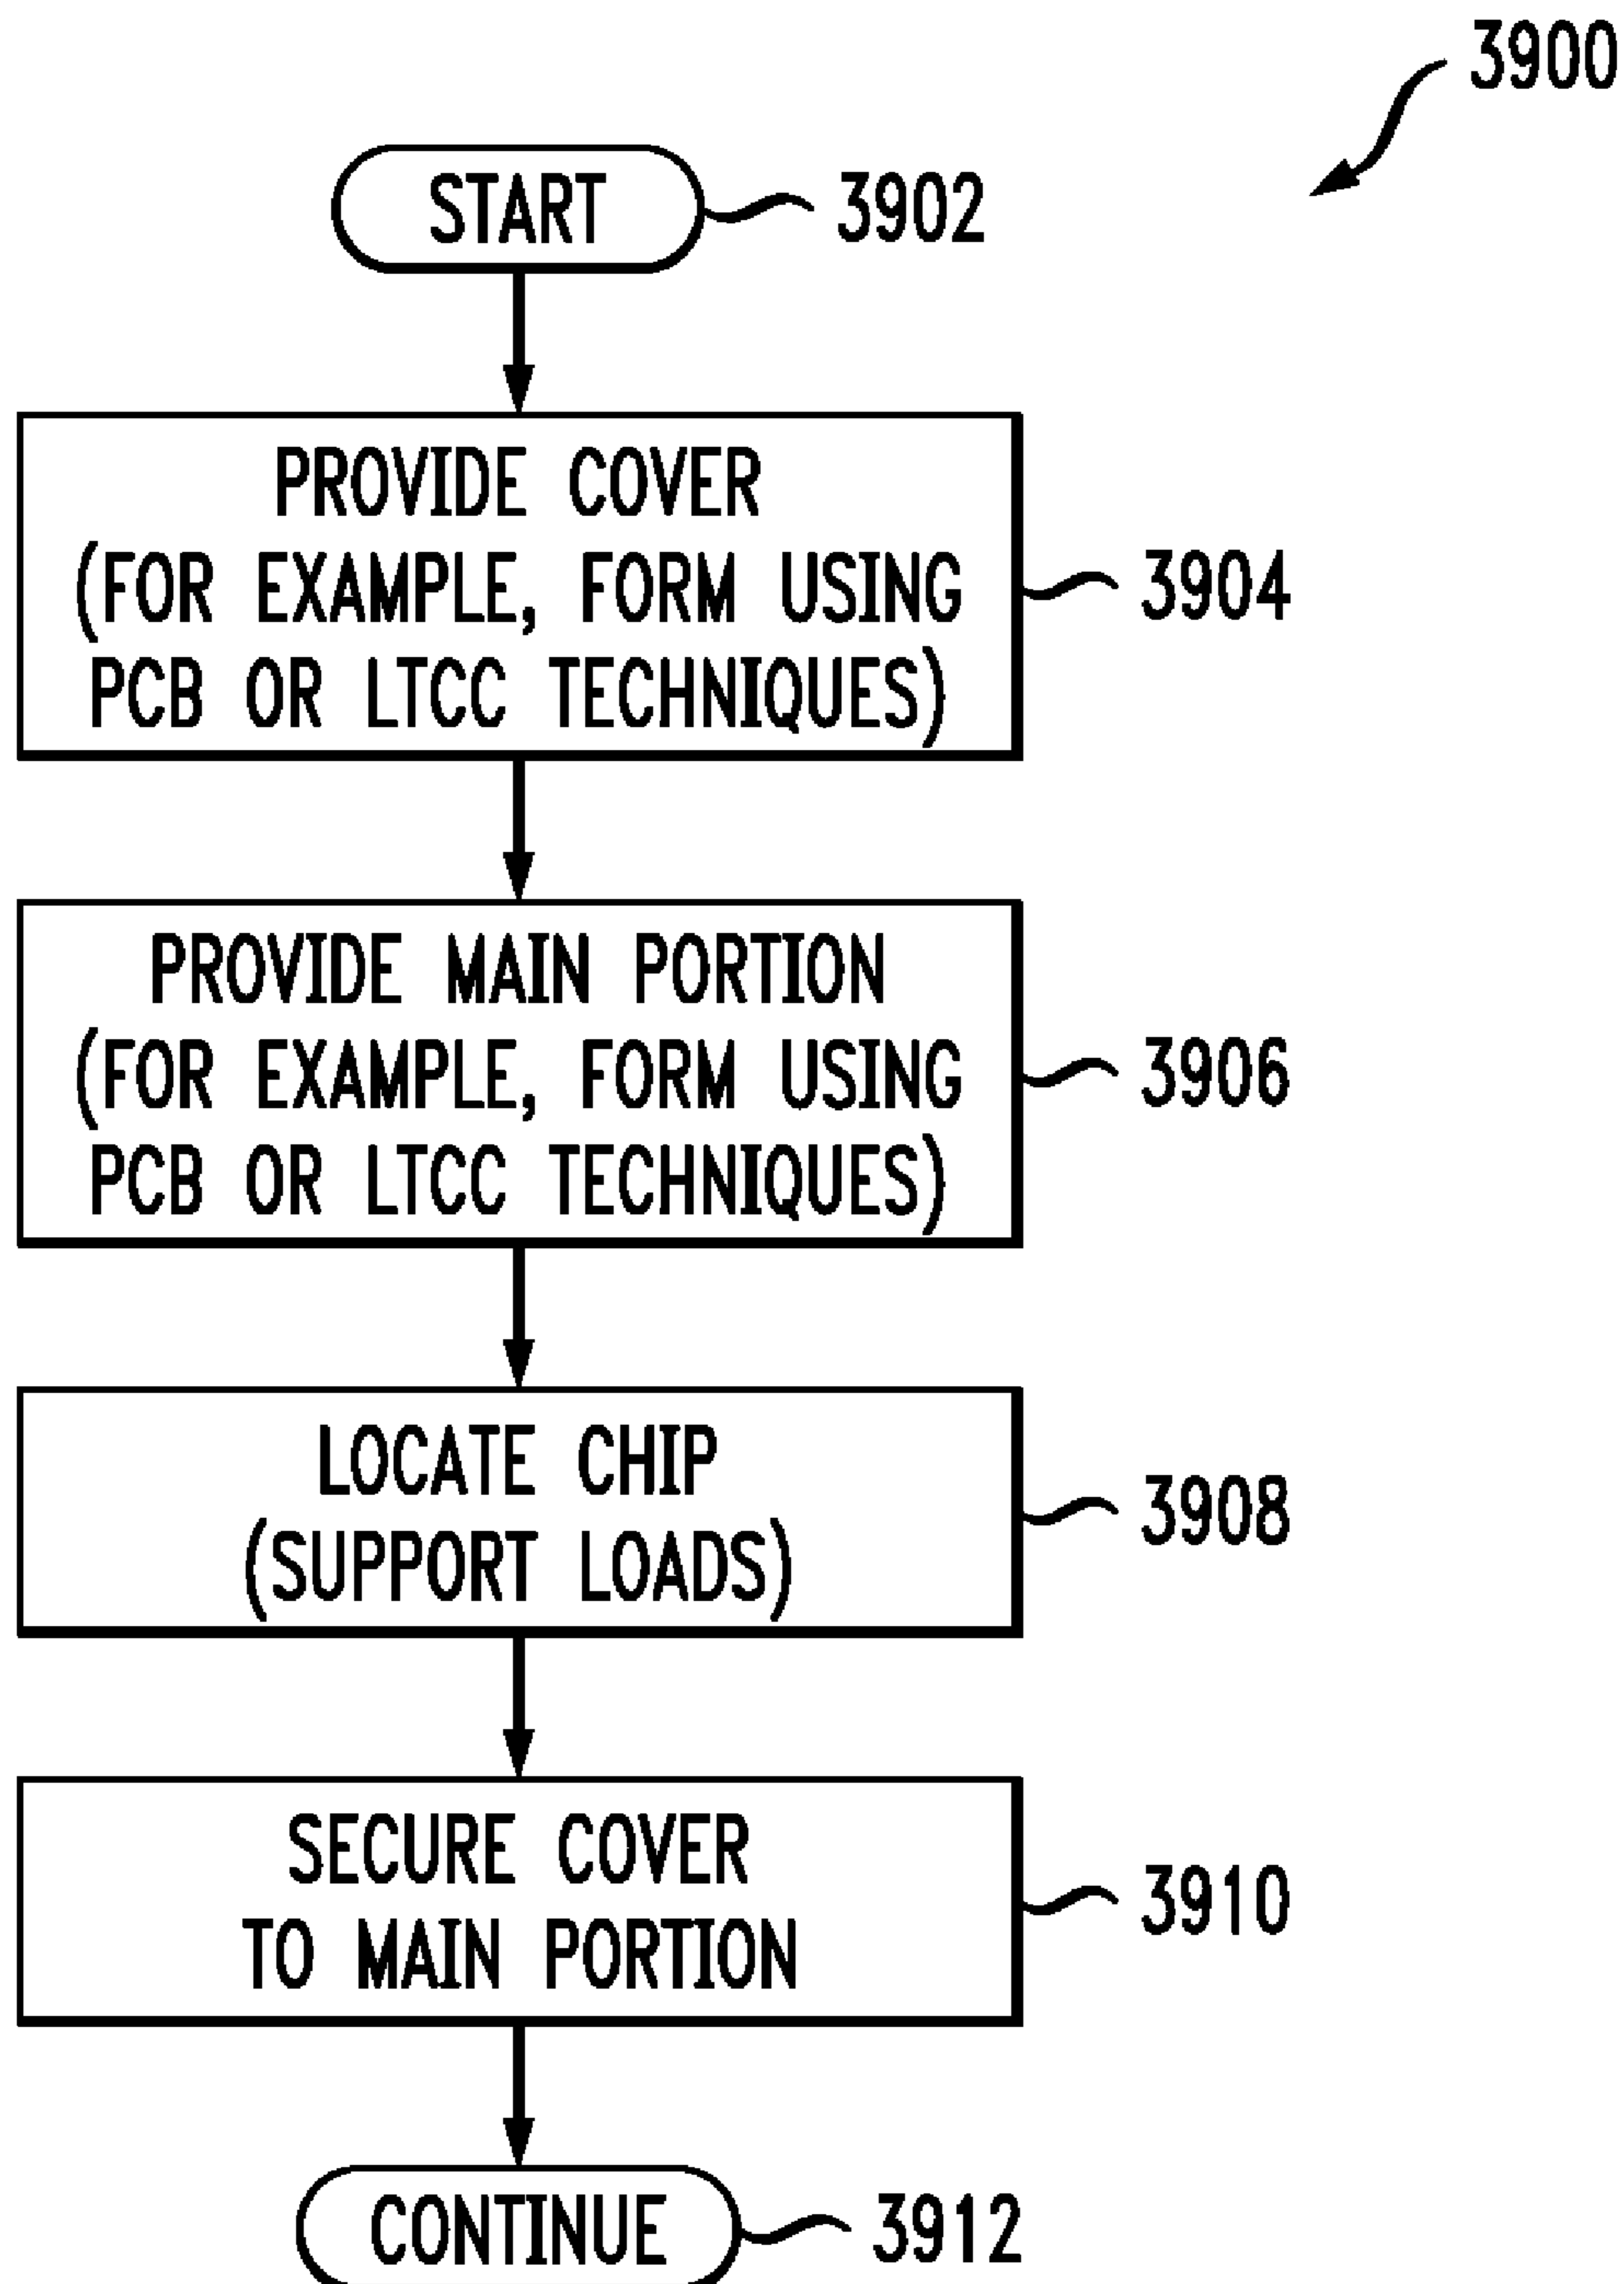 3900
START
3902
PROVIDE COVER
(FOR EXAMPLE, FORM USING
PCB OR LTCC TECHNIQUES)
3904
PROVIDE MAIN PORTION
(FOR EXAMPLE, FORM USING
PCB OR LTCC TECHNIQUES)
3906
LOCATE CHIP
(SUPPORT LOADS)
3908
SECURE COVER
TO MAIN PORTION
3910
CONTINUE
3912